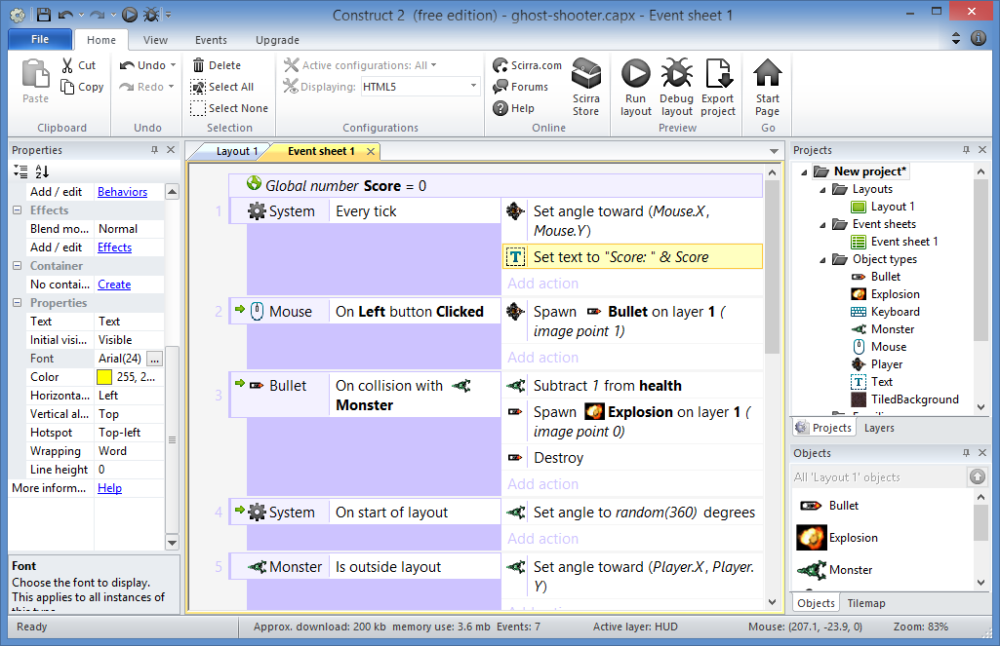 Construct 2 (free edition) - ghost-shooter.capx - Event sheet 1
File Home View Events Upgrade
Paste
Cut
Copy
Clipboard
Undo
Redo
Undo
Delete
Select All
Select None
Selection
Active configurations: All
Displaying: HTML5
Configurations
Scirra.com
Forums
Help
Scirra
Store
Online
Run
layout
Debug
layout
Export
project
Preview
Start
Page
Go
Properties
Add / edit Behaviors
Effects
Blend mo... Normal
Add / edit Effects
Container
No contai... Create
Properties
Text Text
Initial visi... Visible
Font Arial(24) ...
Color 255, 2...
Horizonta... Left
Vertical al... Top
Hotspot Top-left
Wrapping Word
Line height 0
More inform... Help
Font
Choose the font to display.
This applies to all instances of
this type.
Layout 1 Event sheet 1
Global number Score = 0
1 System Every tick
Set angle toward (Mouse.X,
Mouse.Y)
T Set text to "Score: " & Score
Add action
2 Mouse On Left button Clicked
Spawn Bullet on layer 1 (
image point 1)
Add action
3 Bullet On collision with
Monster
Subtract 1 from health
Spawn Explosion on layer 1 (
image point 0)
Destroy
Add action
4 System On start of layout
Set angle to random(360) degrees
Add action
5 Monster Is outside layout
Set angle toward (Player.X, Player.
Y)
Add action
Projects
New project*
Layouts
Layout 1
Event sheets
Event sheet 1
Object types
Bullet
Explosion
Keyboard
Monster
Mouse
Player
T Text
TiledBackground
Families
Projects Layers
Objects
All 'Layout 1' objects
Bullet
Explosion
Monster
Objects Tilemap
Ready
Approx. download: 200 kb memory use: 3.6 mb Events: 7
Active layer: HUD
Mouse: (207.1, -23.9, 0)
Zoom: 83%